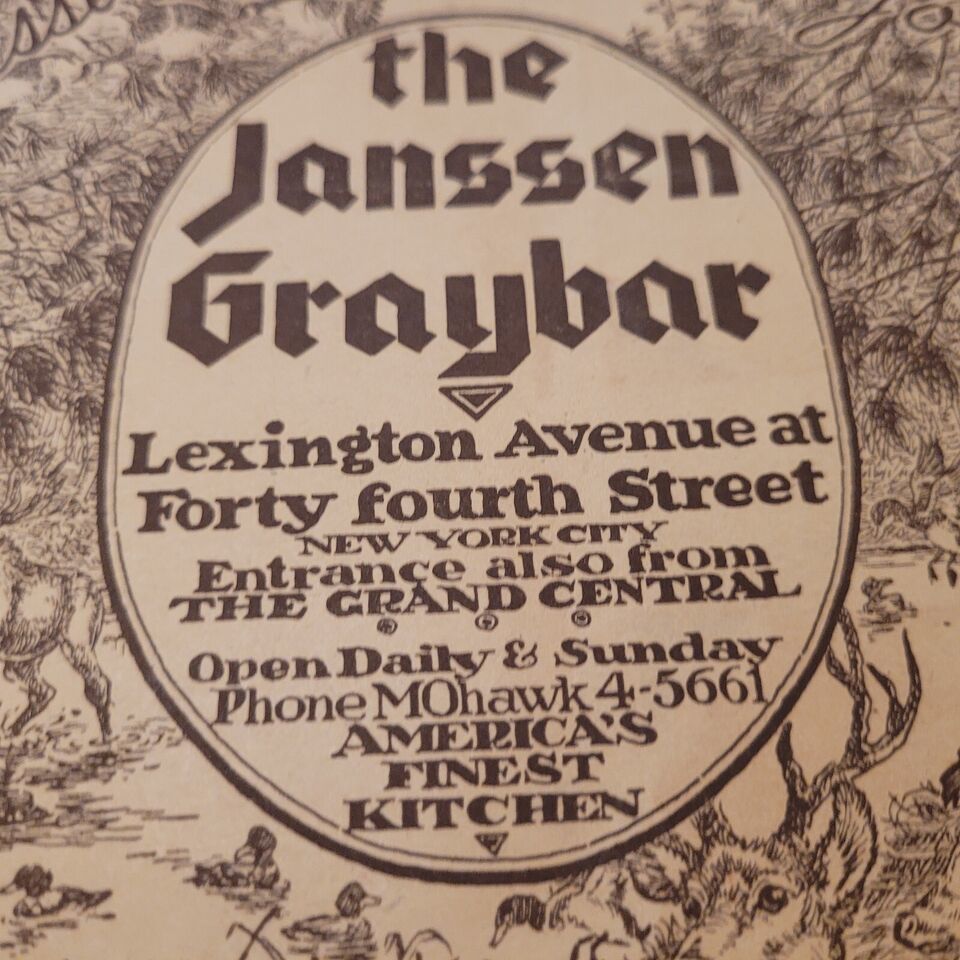 the
Janssen
Graybar
Lexington Avenue at
Forty fourth Street
NEW YORK CITY
Entrance also from
THE GRAND CENTRAL
Open Daily & Sunday
Phone MOhawk 4-5661
AMERICA'S
FINEST
KITCHEN